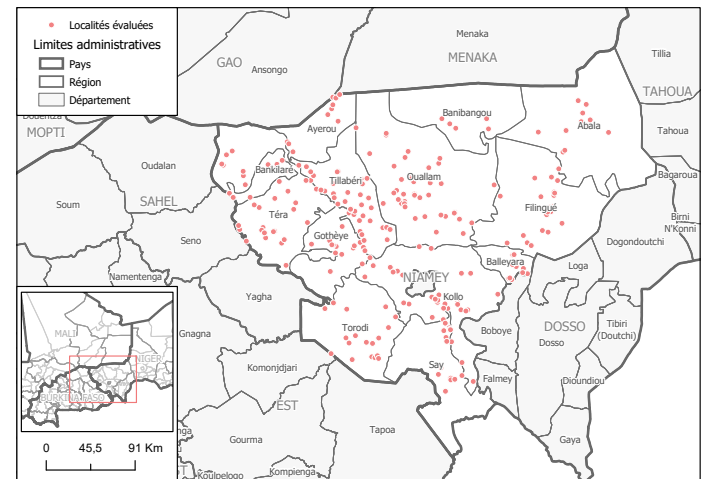 Localités évaluées
Limites administratives
Pays
Région
Département
GAO
Ansongo
Menaka
MENAKA
Tillia
TAHOUA
Tahoua
Bagaroua
Birni
N'Konni
Dogondoutchi
MOPTI
Oudalan
SAHEL
Soum
Seno
Namentenga
Yagha
Gnagna
Komonjdjari
EST
Gourma
Tapoa
Koulpelogo
Kompienga
Ayerou
Banibangou
Abala
Bankilaré
Tillabéri
Ouallam
Filingué
Téra
Gothèye
Balleyara
NIAMEY
Kollo
Torodi
Say
Boboye
Falmey
Loga
DOSSO
Dosso
Tibiri
(Doutchi)
Dioundiou
Gaya
MALI
NIGER
BURKINA FASO
0 45,5 91 Km